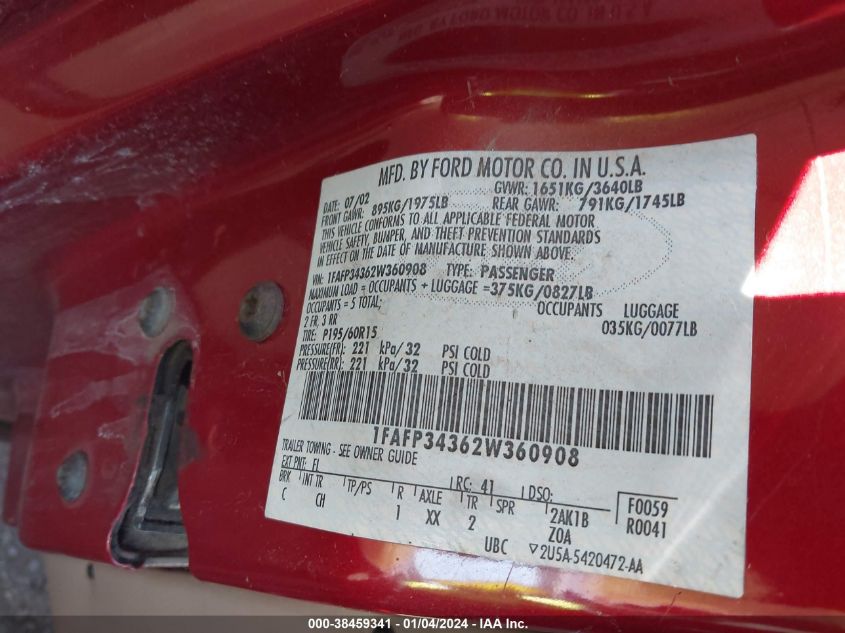 MFD. BY FORD MOTOR CO. IN U.S.A.
DATE: 07/02 GVWR: 1651KG/3640LB
FRONT GAWR: 895KG/1975LB REAR GAWR: 791KG/1745LB
THIS VEHICLE CONFORMS TO ALL APPLICABLE FEDERAL MOTOR
VEHICLE SAFETY, BUMPER, AND THEFT PREVENTION STANDARDS
IN EFFECT ON THE DATE OF MANUFACTURE SHOWN ABOVE.
VIN: 1FAFP34362W360908 TYPE: PASSENGER
MAXIMUM LOAD = OCCUPANTS + LUGGAGE =375KG/0827LB
OCCUPANTS = 5 TOTAL: OCCUPANTS LUGGAGE
2 FR, 3 RR 035KG/0077LB
TIRE: P195/60R15
PRESSURE(FR): 221 kPa/32 PSI COLD
PRESSURE(RR): 221 kPa/32 PSI COLD
1FAFP34362W360908
TRAILER TOWING - SEE OWNER GUIDE
EXT PNT: FL RC: 41 DSO: F0059
BRK INT TR TP/PS R AXLE TR SPR 2AK1B R0041
C CH 1 XX 2 Z0A
UBC ▽2U5A-5420472-AA
000-38459341 - 01/04/2024 - IAAI.com